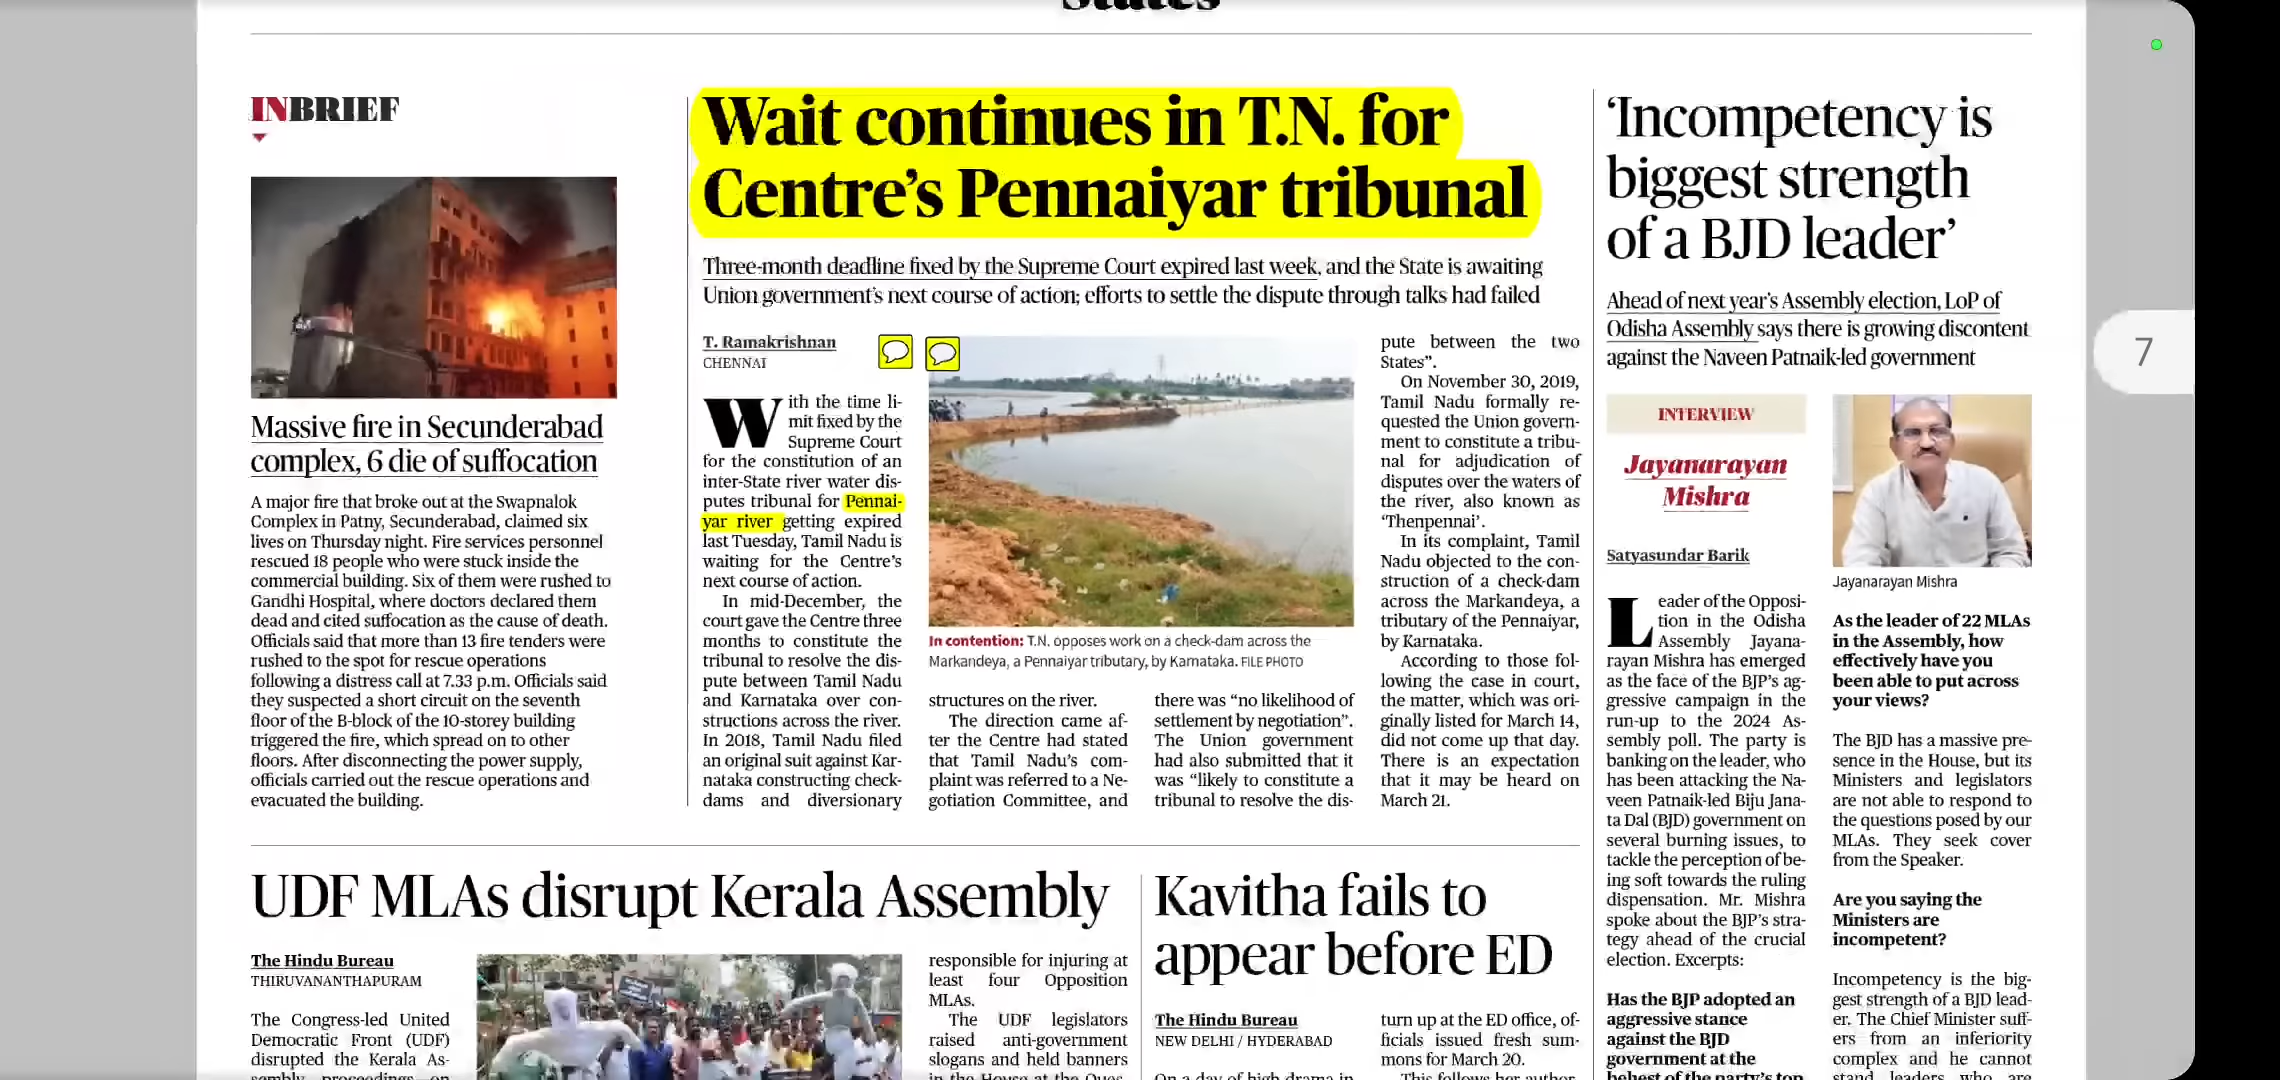 States
INBRIEF
Massive fire in Secunderabad
complex, 6 die of suffocation
A major fire that broke out at the Swapnalok
Complex in Patny, Secunderabad, claimed six
lives on Thursday night. Fire services personnel
rescued 18 people who were stuck inside the
commercial building. Six of them were rushed to
Gandhi Hospital, where doctors declared them
dead and cited suffocation as the cause of death.
Officials said that more than 13 fire tenders were
rushed to the spot for rescue operations
following a distress call at 7.33 p.m. Officials said
they suspected a short circuit on the seventh
floor of the B-block of the 10-storey building
triggered the fire, which spread on to other
floors. After disconnecting the power supply,
officials carried out the rescue operations and
evacuated the building.
Wait continues in T.N. for
Centre's Pennaiyar tribunal
Three-month deadline fixed by the Supreme Court expired last week, and the State is awaiting
Union government's next course of action; efforts to settle the dispute through talks had failed
T. Ramakrishnan
CHENNAI
With the time li-
mit fixed by the
Supreme Court
for the constitution of an
inter-State river water dis-
putes tribunal for Pennai-
yar river getting expired
last Tuesday, Tamil Nadu is
waiting for the Centre's
next course of action.
In mid-December, the
court gave the Centre three
months to constitute the
tribunal to resolve the dis-
pute between Tamil Nadu
and Karnataka over con-
structions across the river.
In 2018, Tamil Nadu filed
an original suit against Kar-
nataka constructing check-
dams and diversionary
In contention: T.N. opposes work on a check-dam across the
Markandeya, a Pennaiyar tributary, by Karnataka. FILE PHOTO
structures on the river.
The direction came af-
ter the Centre had stated
that Tamil Nadu's com-
plaint was referred to a Ne-
gotiation Committee, and
there was "no likelihood of
settlement by negotiation".
The Union government
had also submitted that it
was "likely to constitute a
tribunal to resolve the dis-
pute between the two
States".
On November 30, 2019,
Tamil Nadu formally re-
quested the Union govern-
ment to constitute a tribu-
nal for adjudication of
disputes over the waters of
the river, also known as
'Thenpennai'.
In its complaint, Tamil
Nadu objected to the con-
struction of a check-dam
across the Markandeya, a
tributary of the Pennaiyar,
by Karnataka.
According to those fol-
lowing the case in court,
the matter, which was ori-
ginally listed for March 14,
did not come up that day.
There is an expectation
that it may be heard on
March 21.
'Incompetency is
biggest strength
of a BJD leader'
Ahead of next year's Assembly election, LoP of
Odisha Assembly says there is growing discontent
against the Naveen Patnaik-led government
INTERVIEW
Jayanarayan
Mishra
Satyasundar Barik
Leader of the Opposi-
tion in the Odisha
Assembly Jayana-
rayan Mishra has emerged
as the face of the BJP's ag-
gressive campaign in the
run-up to the 2024 As-
sembly poll. The party is
banking on the leader, who
has been attacking the Na-
veen Patnaik-led Biju Jana-
ta Dal (BJD) government on
several burning issues, to
tackle the perception of be-
ing soft towards the ruling
dispensation. Mr. Mishra
spoke about the BJP's stra-
tegy ahead of the crucial
election. Excerpts:
Has the BJP adopted an
aggressive stance
against the BJD
government at the
behest of the party's top
Jayanarayan Mishra
As the leader of 22 MLAs
in the Assembly, how
effectively have you
been able to put across
your views?
The BJD has a massive pre-
sence in the House, but its
Ministers and legislators
are not able to respond to
the questions posed by our
MLAs. They seek cover
from the Speaker.
Are you saying the
Ministers are
incompetent?
Incompetency is the big-
gest strength of a BJD lead-
er. The Chief Minister suff-
ers from an inferiority
complex and he cannot
stand leaders who are
7
UDF MLAs disrupt Kerala Assembly
The Hindu Bureau
THIRUVANANTHAPURAM
The Congress-led United
Democratic Front (UDF)
disrupted the Kerala As-
sembly proceedings on
responsible for injuring at
least four Opposition
MLAs.
The UDF legislators
raised anti-government
slogans and held banners
in the House at the Ques-
Kavitha fails to
appear before ED
The Hindu Bureau
NEW DELHI / HYDERABAD
On a day of high drama in
turn up at the ED office, of-
ficials issued fresh sum-
mons for March 20.
This follows her author-